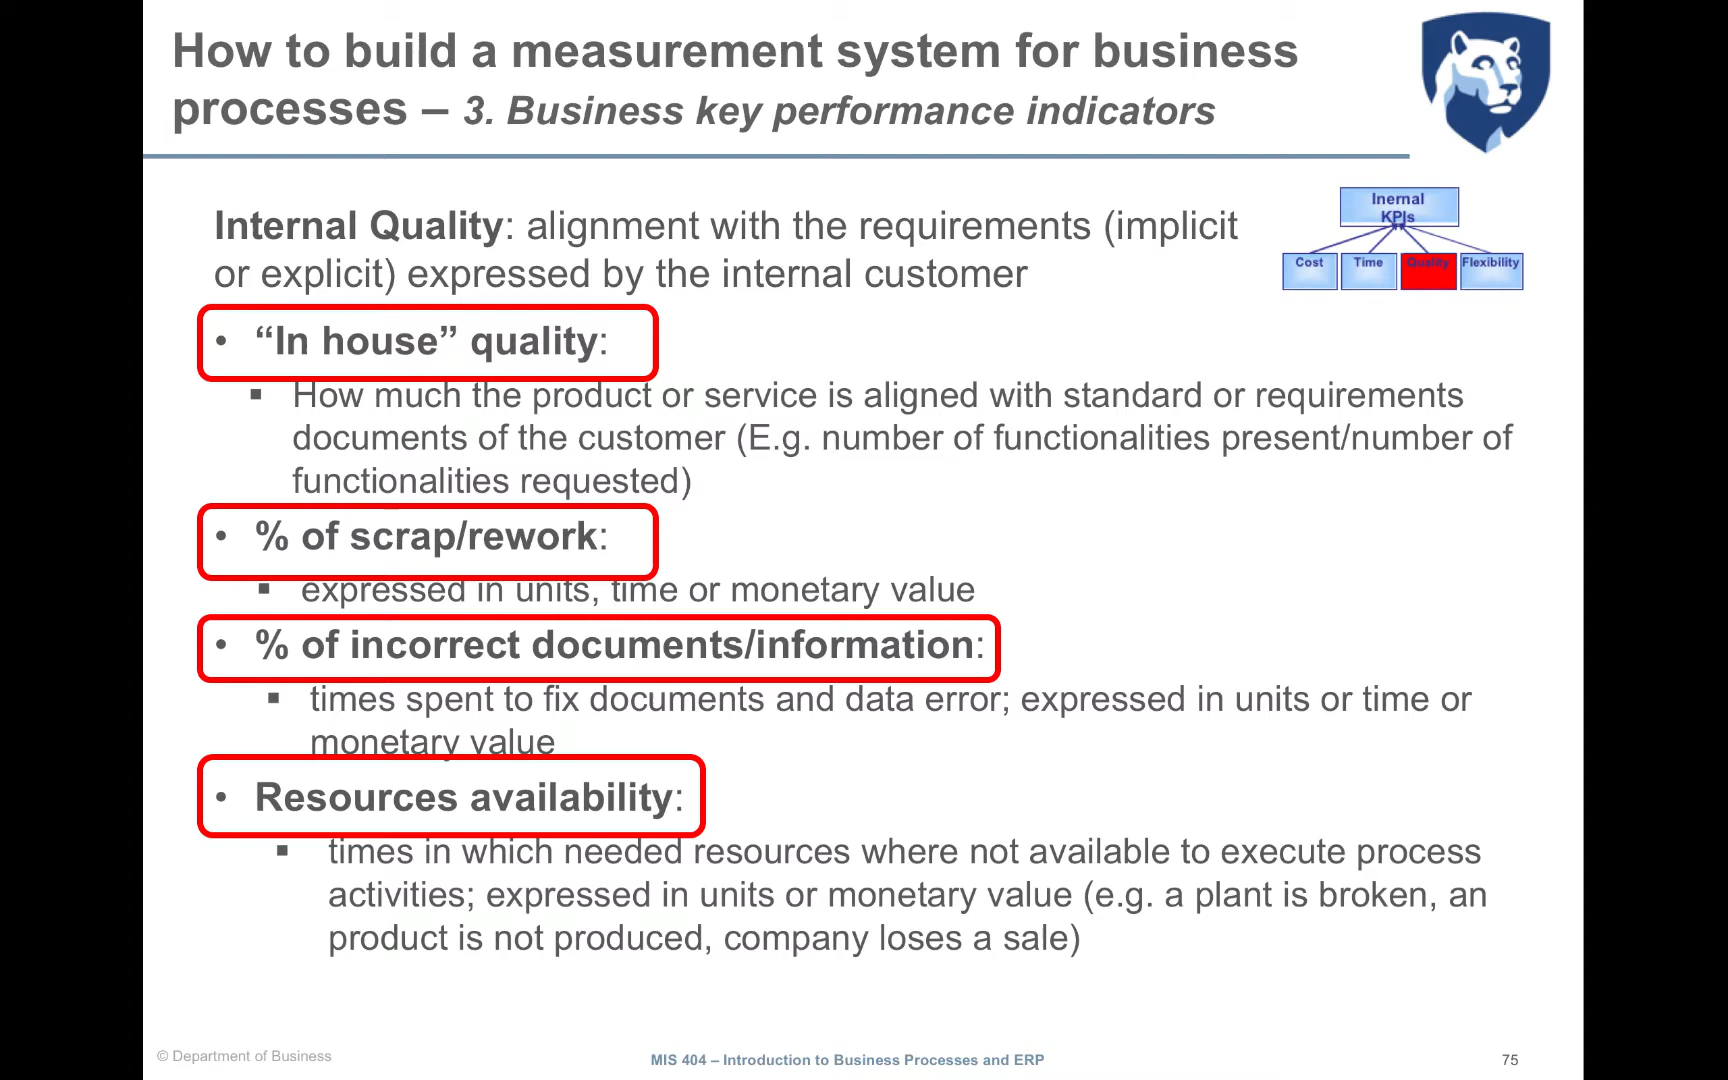 How to build a measurement system for business
processes – 3. Business key performance indicators
Inernal
KPIs
Cost
Time
Quality
Flexibility
Internal Quality: alignment with the requirements (implicit
or explicit) expressed by the internal customer
• “In house” quality:
▪ How much the product or service is aligned with standard or requirements
documents of the customer (E.g. number of functionalities present/number of
functionalities requested)
• % of scrap/rework:
▪ expressed in units, time or monetary value
• % of incorrect documents/information:
▪ times spent to fix documents and data error; expressed in units or time or
monetary value
• Resources availability:
▪ times in which needed resources where not available to execute process
activities; expressed in units or monetary value (e.g. a plant is broken, an
product is not produced, company loses a sale)
© Department of Business
MIS 404 – Introduction to Business Processes and ERP
75